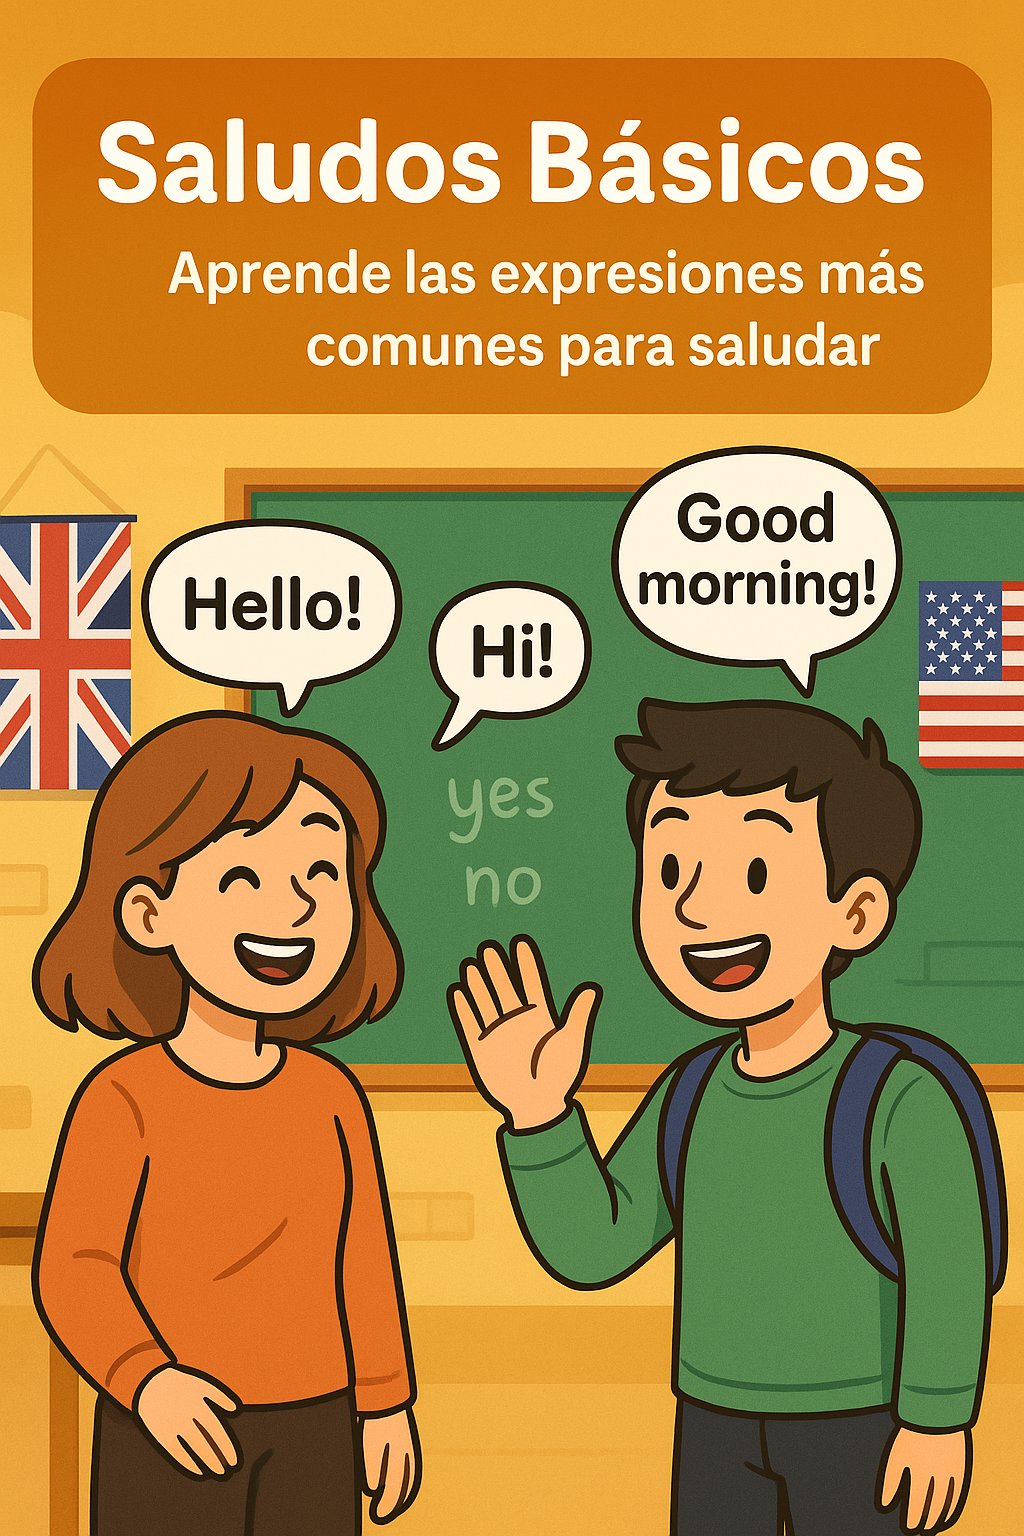 Saludos Básicos
Aprende las expresiones más
comunes para saludar
Hello!
Hi!
Good
morning!
yes
no